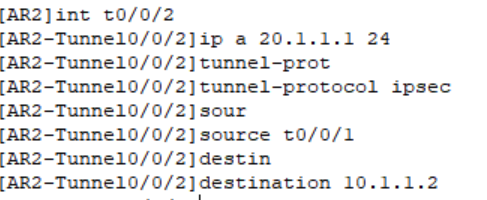 [AR2]int t0/0/2
[AR2-Tunnel0/0/2]ip a 20.1.1.1 24
[AR2-Tunnel0/0/2]tunnel-prot
[AR2-Tunnel0/0/2]tunnel-protocol ipsec
[AR2-Tunnel0/0/2]sour
[AR2-Tunnel0/0/2]source t0/0/1
[AR2-Tunnel0/0/2]destin
[AR2-Tunnel0/0/2]destination 10.1.1.2